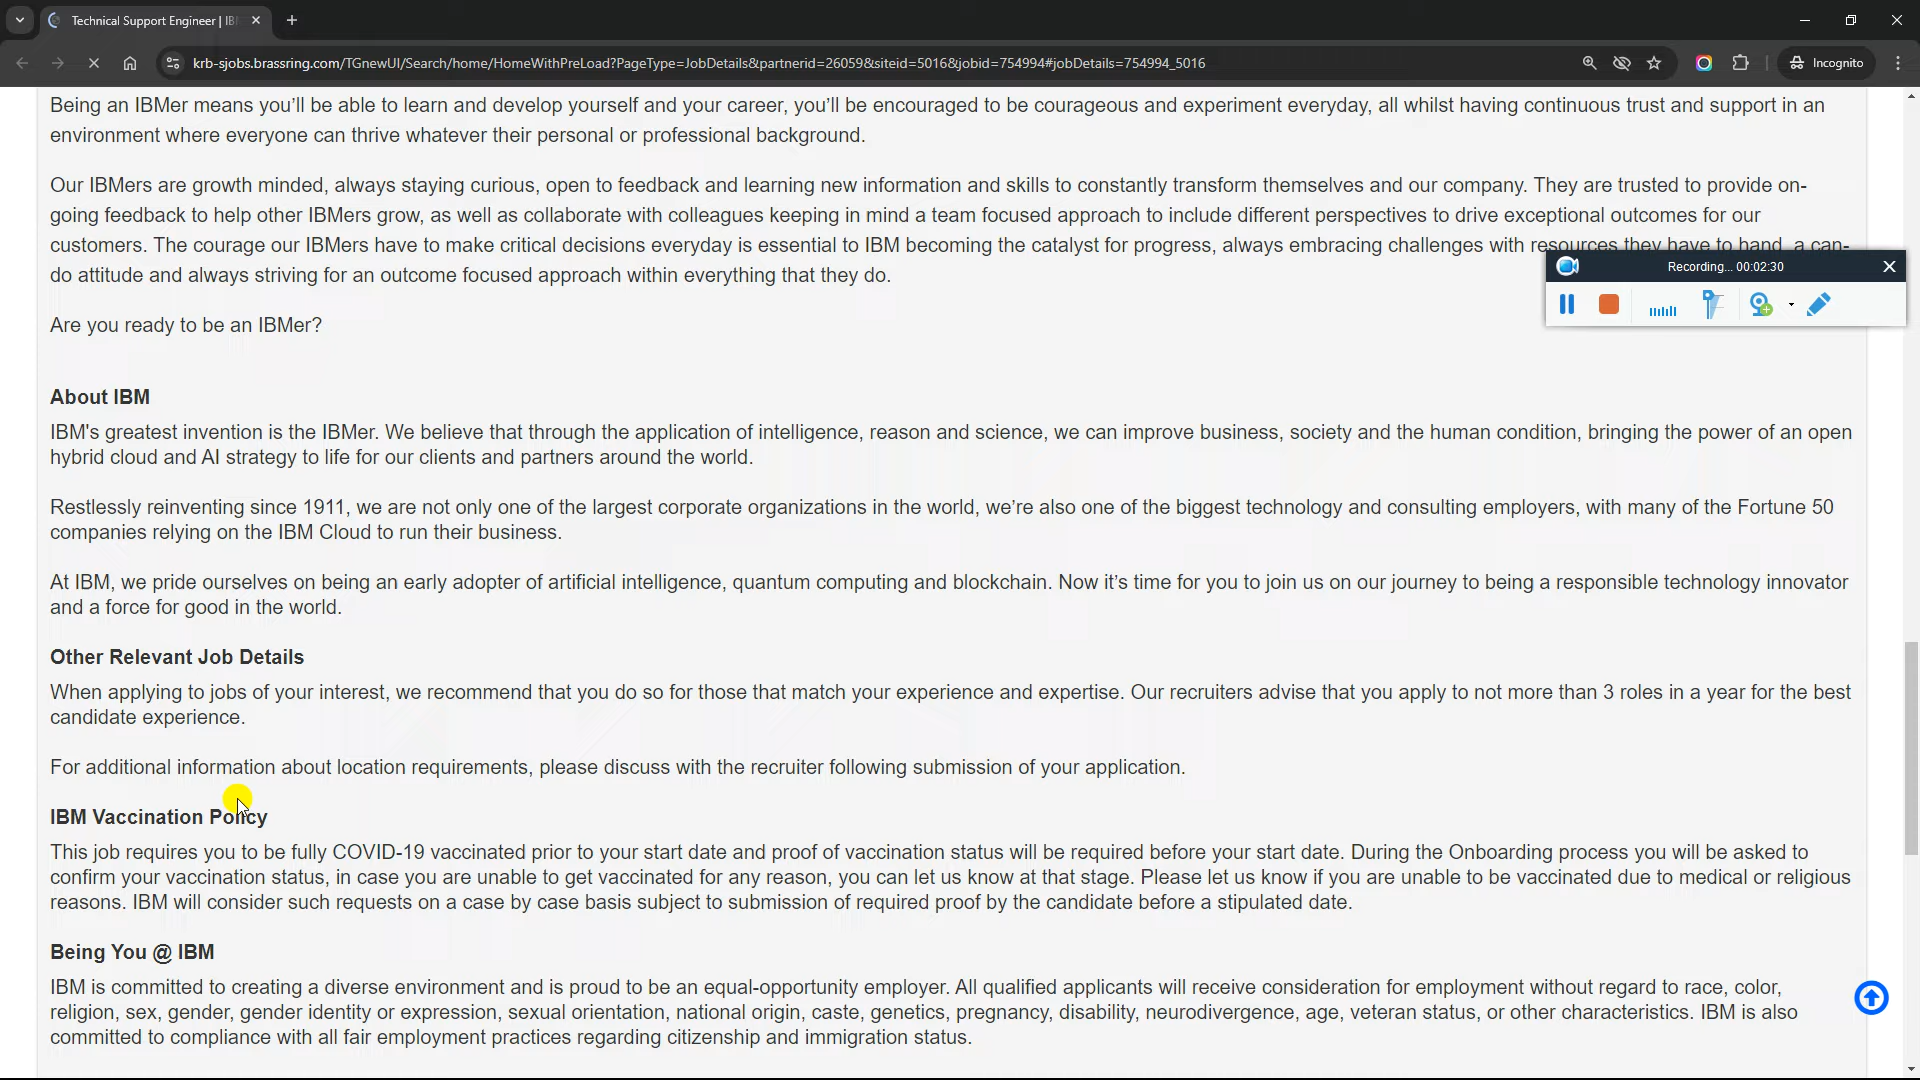 Technical Support Engineer | IB
krb-sjobs.brassring.com/TGnewUI/Search/home/HomeWithPreLoad?PageType=JobDetails&partnerid=26059&siteid=5016&jobid=754994#jobDetails=754994_5016
Incognito
Being an IBMer means you’ll be able to learn and develop yourself and your career, you’ll be encouraged to be courageous and experiment everyday, all whilst having continuous trust and support in an
environment where everyone can thrive whatever their personal or professional background.
Our IBMers are growth minded, always staying curious, open to feedback and learning new information and skills to constantly transform themselves and our company. They are trusted to provide on-
going feedback to help other IBMers grow, as well as collaborate with colleagues keeping in mind a team focused approach to include different perspectives to drive exceptional outcomes for our
customers. The courage our IBMers have to make critical decisions everyday is essential to IBM becoming the catalyst for progress, always embracing challenges with resources they have to hand, a can-
do attitude and always striving for an outcome focused approach within everything that they do.
Recording... 00:02:30
Are you ready to be an IBMer?
About IBM
IBM's greatest invention is the IBMer. We believe that through the application of intelligence, reason and science, we can improve business, society and the human condition, bringing the power of an open
hybrid cloud and AI strategy to life for our clients and partners around the world.
Restlessly reinventing since 1911, we are not only one of the largest corporate organizations in the world, we’re also one of the biggest technology and consulting employers, with many of the Fortune 50
companies relying on the IBM Cloud to run their business.
At IBM, we pride ourselves on being an early adopter of artificial intelligence, quantum computing and blockchain. Now it’s time for you to join us on our journey to being a responsible technology innovator
and a force for good in the world.
Other Relevant Job Details
When applying to jobs of your interest, we recommend that you do so for those that match your experience and expertise. Our recruiters advise that you apply to not more than 3 roles in a year for the best
candidate experience.
For additional information about location requirements, please discuss with the recruiter following submission of your application.
IBM Vaccination Policy
This job requires you to be fully COVID-19 vaccinated prior to your start date and proof of vaccination status will be required before your start date. During the Onboarding process you will be asked to
confirm your vaccination status, in case you are unable to get vaccinated for any reason, you can let us know at that stage. Please let us know if you are unable to be vaccinated due to medical or religious
reasons. IBM will consider such requests on a case by case basis subject to submission of required proof by the candidate before a stipulated date.
Being You @ IBM
IBM is committed to creating a diverse environment and is proud to be an equal-opportunity employer. All qualified applicants will receive consideration for employment without regard to race, color,
religion, sex, gender, gender identity or expression, sexual orientation, national origin, caste, genetics, pregnancy, disability, neurodivergence, age, veteran status, or other characteristics. IBM is also
committed to compliance with all fair employment practices regarding citizenship and immigration status.